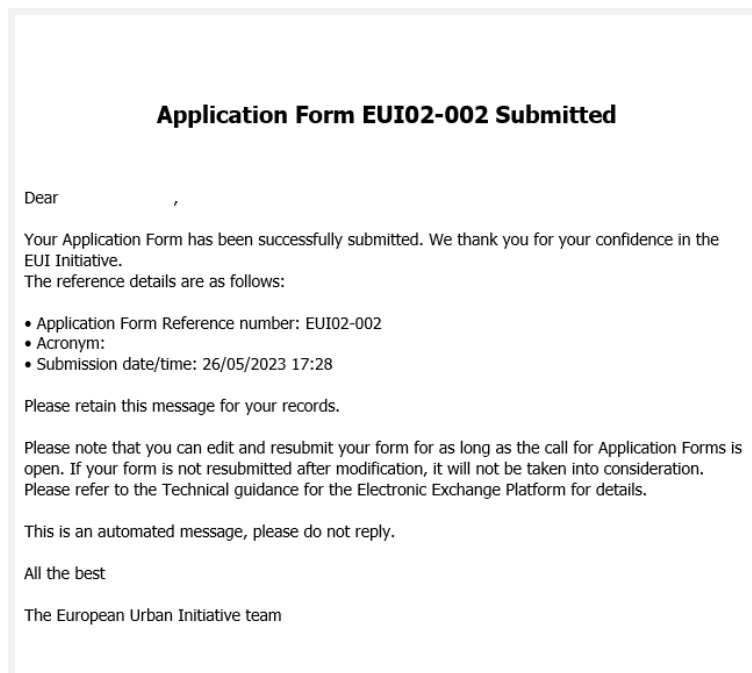 Application Form EUI02-002 Submitted
Dear ,
Your Application Form has been successfully submitted. We thank you for your confidence in the
EUI Initiative.
The reference details are as follows:
• Application Form Reference number: EUI02-002
• Acronym:
• Submission date/time: 26/05/2023 17:28
Please retain this message for your records.
Please note that you can edit and resubmit your form for as long as the call for Application Forms is
open. If your form is not resubmitted after modification, it will not be taken into consideration.
Please refer to the Technical guidance for the Electronic Exchange Platform for details.
This is an automated message, please do not reply.
All the best
The European Urban Initiative team